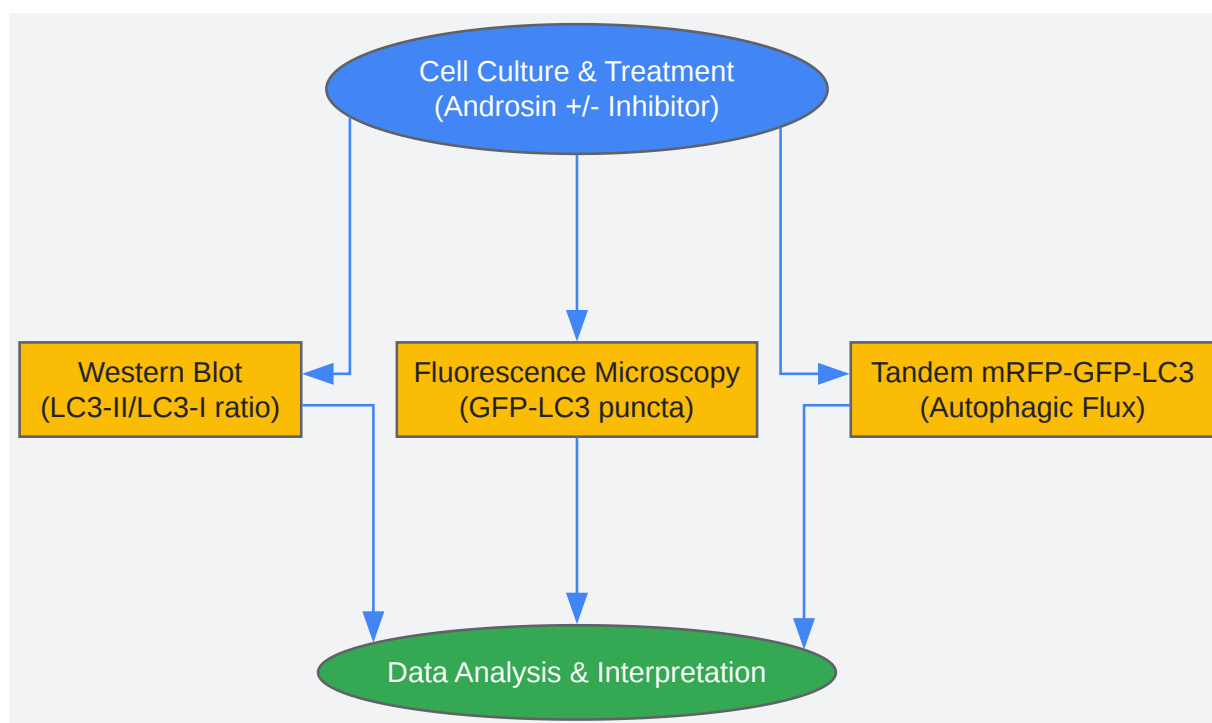 Cell Culture & Treatment
(Androsin +/- Inhibitor)
Western Blot
(LC3-II/LC3-I ratio)
Fluorescence Microscopy
(GFP-LC3 puncta)
Tandem mRFP-GFP-LC3
(Autophagic Flux)
Data Analysis & Interpretation